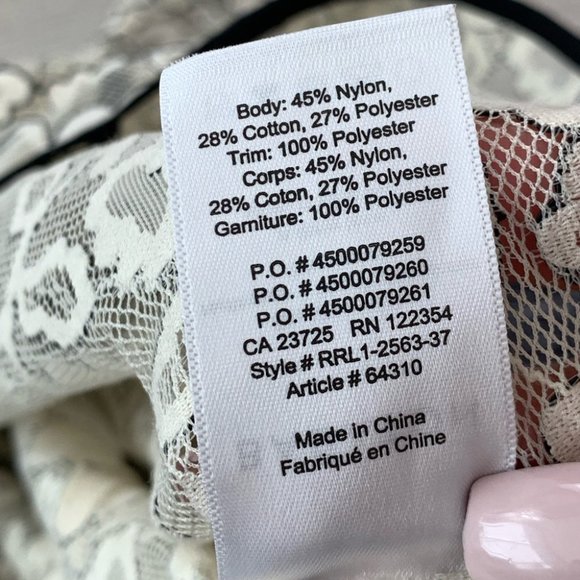 Body: 45% Nylon,
28% Cotton, 27% Polyester
Trim: 100% Polyester
Corps: 45% Nylon,
28% Coton, 27% Polyester
Garniture: 100% Polyester
P.O. # 4500079259
P.O. # 4500079260
P.O. # 4500079261
CA 23725 RN 122354
Style # RRL1-2563-37
Article # 64310
Made in China
Fabriqué en Chine